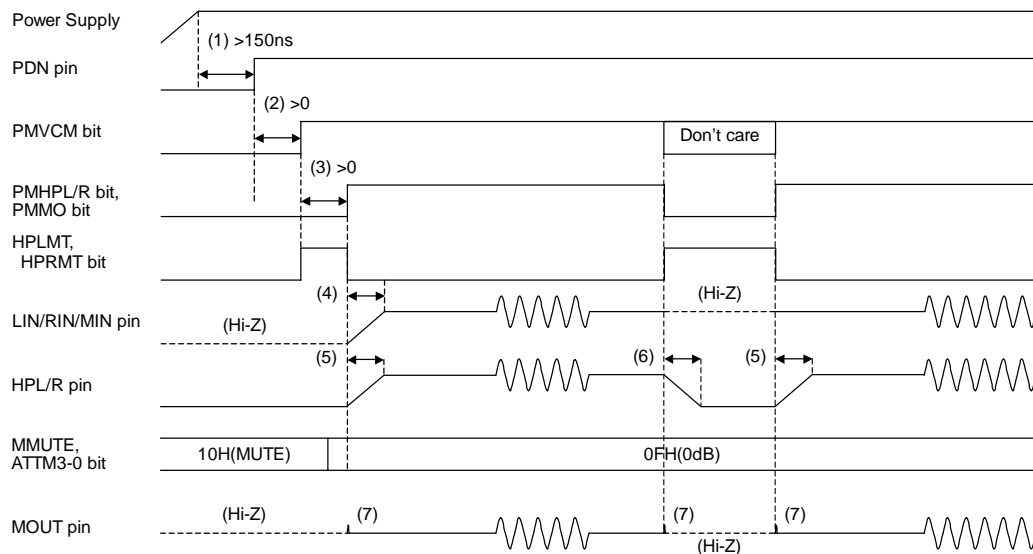 Power Supply
(1) >150ns
PDN pin
(2) >0
PMVCM bit
Don't care
(3) >0
PMHPL/R bit,
PMMO bit
HPLMT,
HPRMT bit
(4)
(Hi-Z)
(Hi-Z)
LIN/RIN/MIN pin
(5)
(6)
(5)
HPL/R pin
MMUTE,
ATTM3-0 bit
10H(MUTE)
0FH(0dB)
(Hi-Z)
(7)
(7)
(7)
MOUT pin
(Hi-Z)